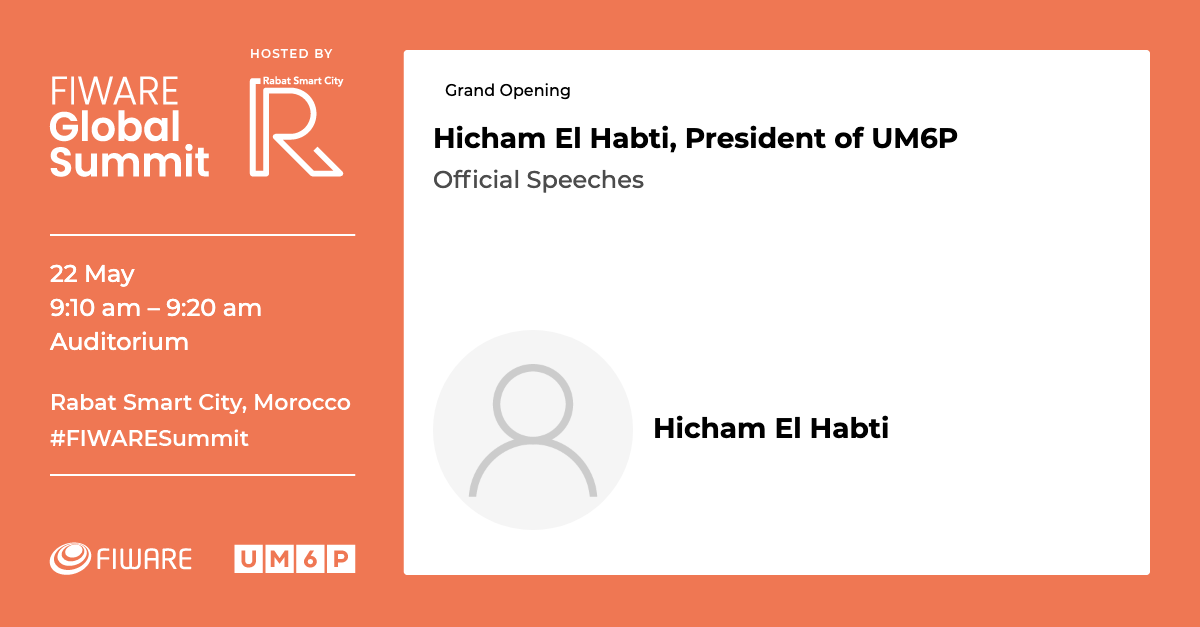 FIWARE
Global
Summit
HOSTED BY
Rabat Smart City
R
22 May
9:10 am – 9:20 am
Auditorium
Rabat Smart City, Morocco
#FIWARESummit
FIWARE
UM6P
Grand Opening
Hicham El Habti, President of UM6P
Official Speeches
Hicham El Habti